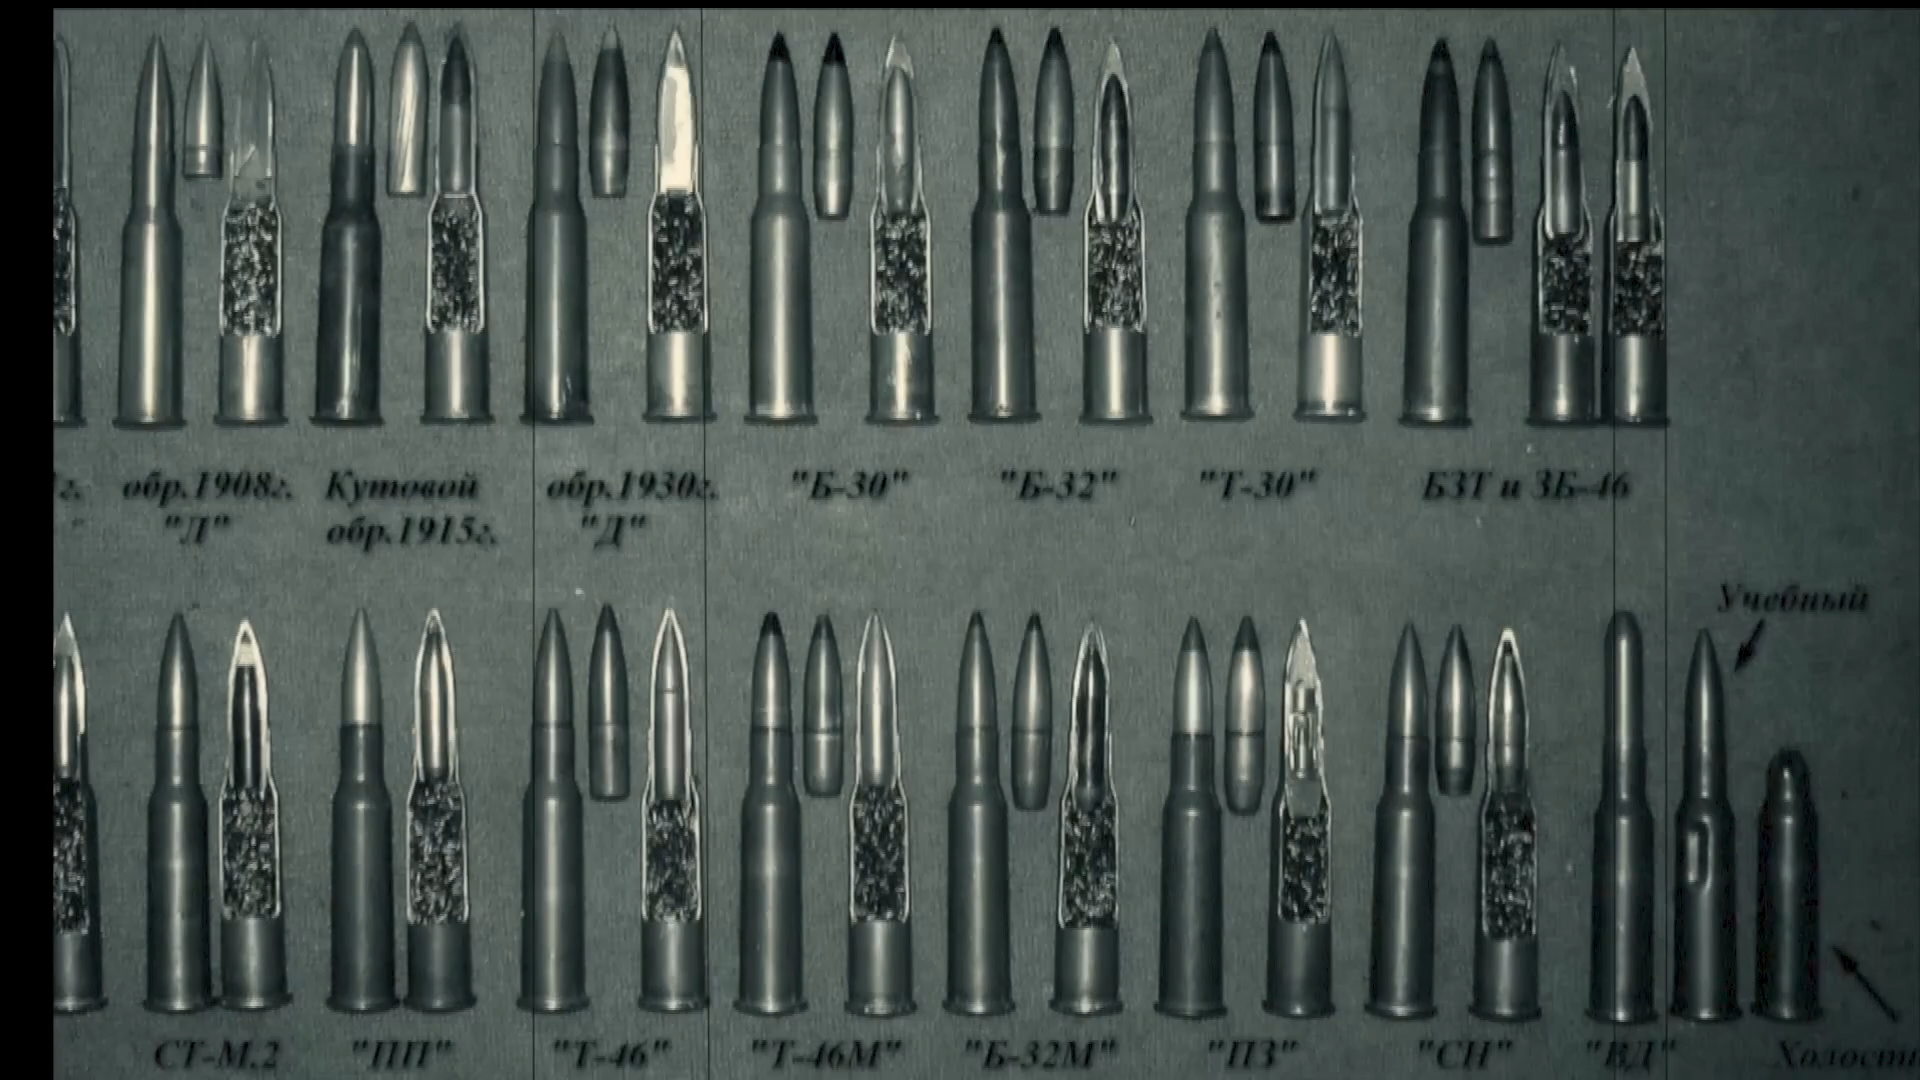 г. обр.1908г. Кутовой обр.1930г. "Б-30" "Б-32" "Т-30" БЗТ и ЗБ-46
" "Л" обр.1915г. "Д"
Учебный
СТ-М.2 "ПП" "Т-46" "Т-46М" "Б-32М" "ПЗ" "СН" "ВД" Холост